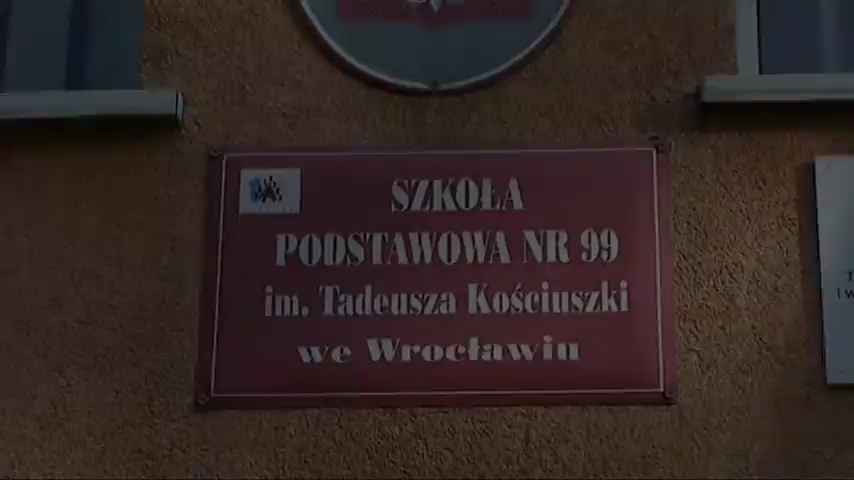 SZKOŁA
PODSTAWOWA NR 99
im. Tadeusza Kościuszki
we Wrocławiu